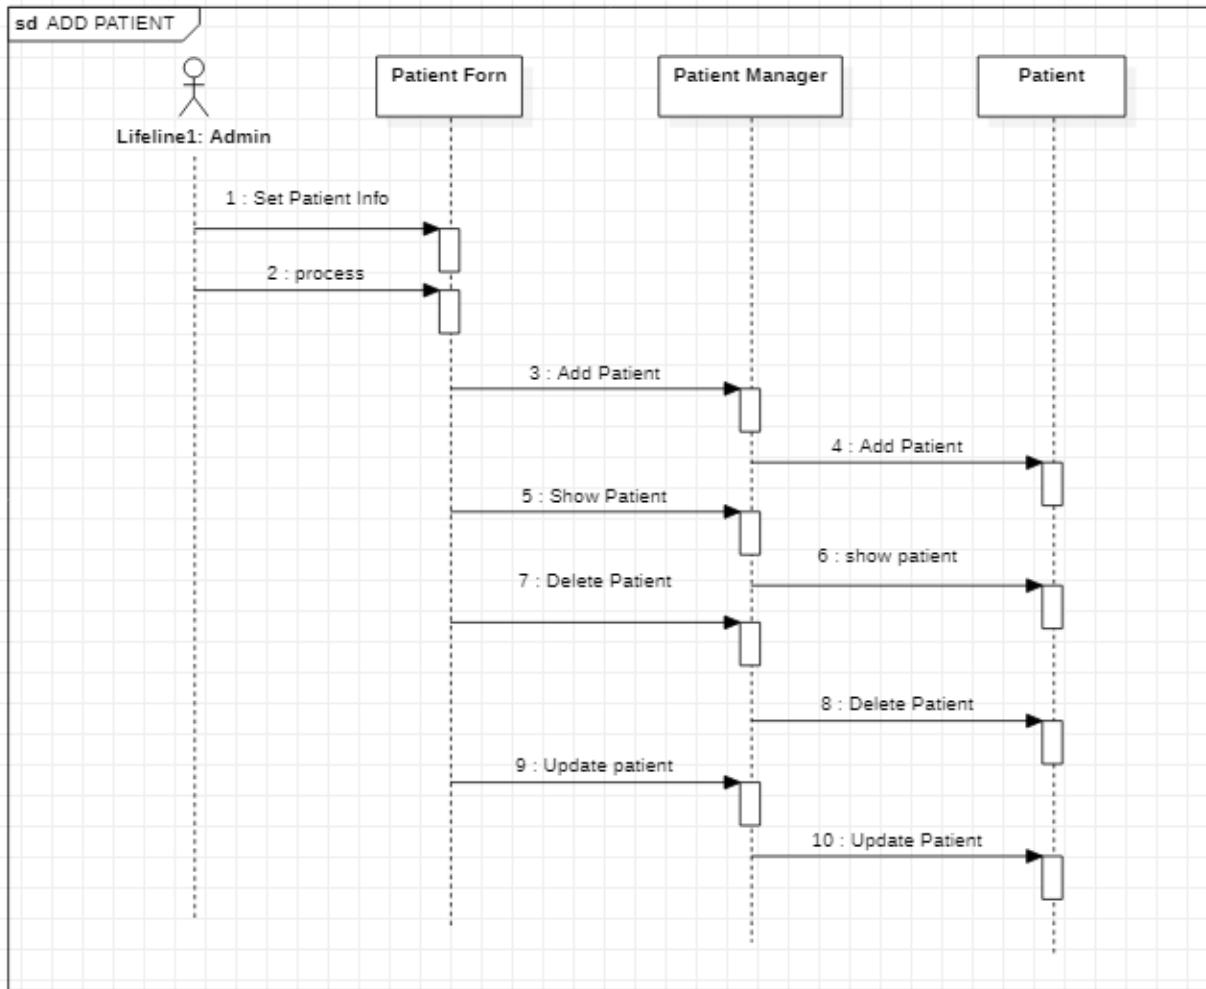 sd ADD PATIENT
Patient Forn
Patient Manager
Patient
Lifeline1: Admin
1 : Set Patient Info
2 : process
3 : Add Patient
4 : Add Patient
5 : Show Patient
6 : show patient
7 : Delete Patient
8 : Delete Patient
9 : Update patient
10 : Update Patient